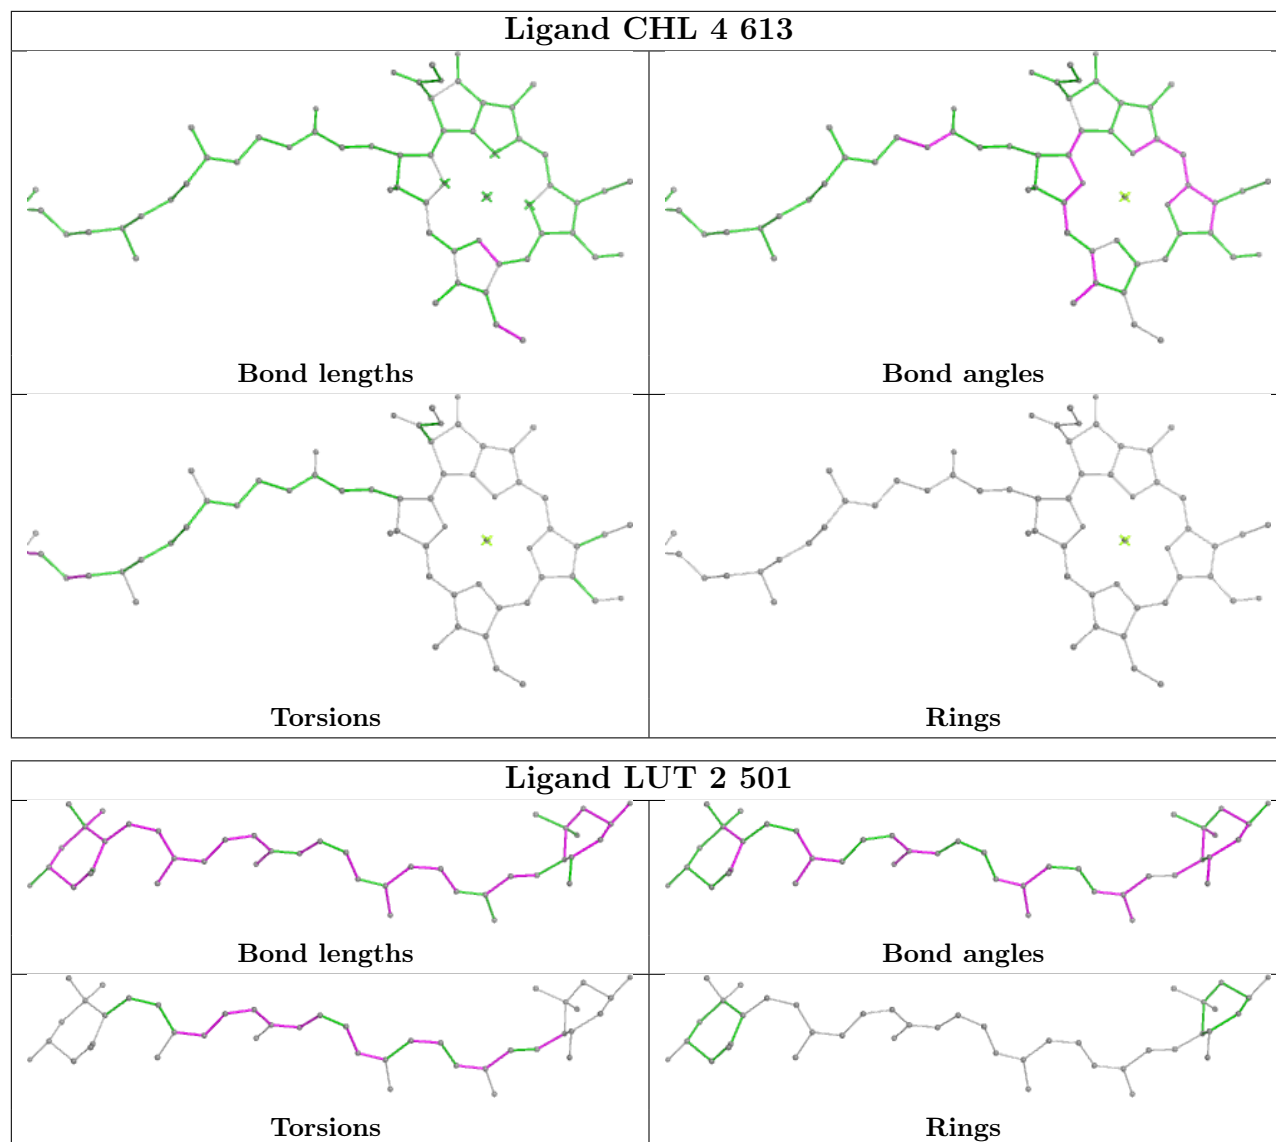 Ligand CHL 4 613
Bond lengths
Bond angles
Torsions
Rings
Ligand LUT 2 501
Bond lengths
Bond angles
Torsions
Rings